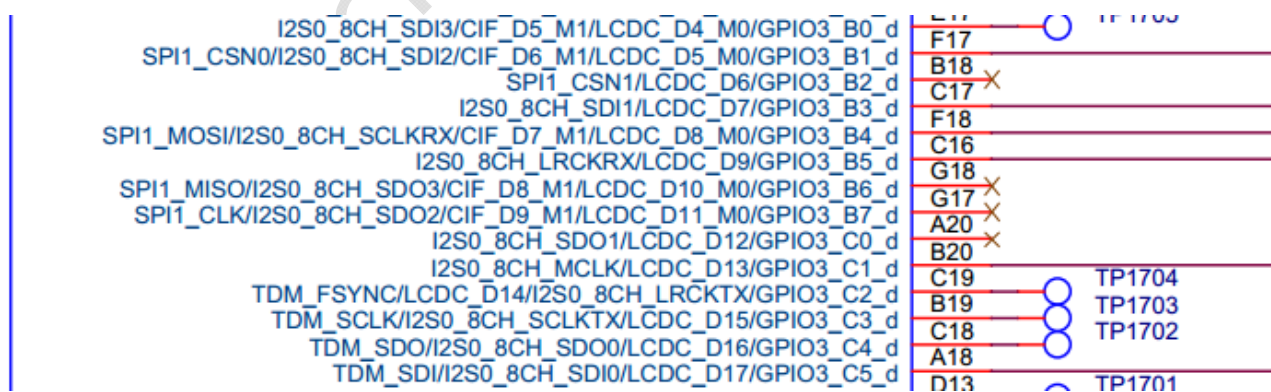 I2S0_8CH_SDI3/CIF_D5_M1/LCDC_D4_M0/GPIO3_B0_d E17 TP1705
SPI1_CSN0/I2S0_8CH_SDI2/CIF_D6_M1/LCDC_D5_M0/GPIO3_B1_d F17
SPI1_CSN1/LCDC_D6/GPIO3_B2_d B18
I2S0_8CH_SDI1/LCDC_D7/GPIO3_B3_d C17
SPI1_MOSI/I2S0_8CH_SCLKRX/CIF_D7_M1/LCDC_D8_M0/GPIO3_B4_d F18
I2S0_8CH_LRCKRX/LCDC_D9/GPIO3_B5_d C16
SPI1_MISO/I2S0_8CH_SDO3/CIF_D8_M1/LCDC_D10_M0/GPIO3_B6_d G18
SPI1_CLK/I2S0_8CH_SDO2/CIF_D9_M1/LCDC_D11_M0/GPIO3_B7_d G17
I2S0_8CH_SDO1/LCDC_D12/GPIO3_C0_d A20
I2S0_8CH_MCLK/LCDC_D13/GPIO3_C1_d B20
TDM_FSYNC/LCDC_D14/I2S0_8CH_LRCKTX/GPIO3_C2_d C19 TP1704
TDM_SCLK/I2S0_8CH_SCLKTX/LCDC_D15/GPIO3_C3_d B19 TP1703
TDM_SDO/I2S0_8CH_SDO0/LCDC_D16/GPIO3_C4_d C18 TP1702
TDM_SDI/I2S0_8CH_SDI0/LCDC_D17/GPIO3_C5_d A18
D13 TP1701